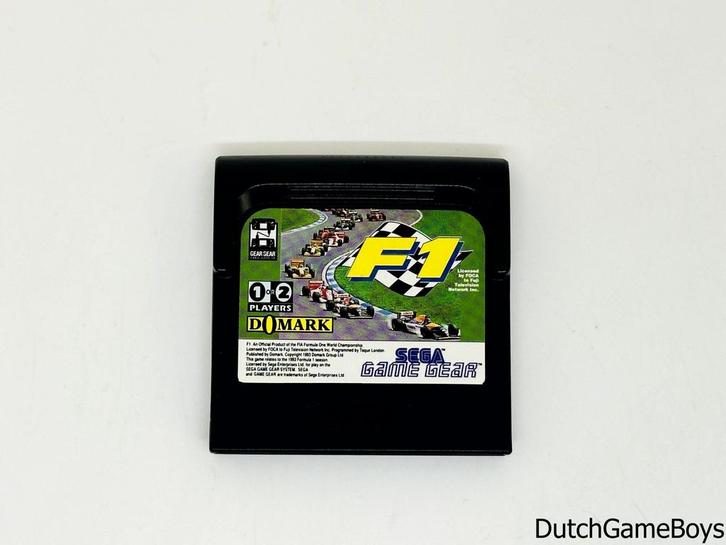 F1
Licensed
by FOCA
to Fuji
Television
Network Inc.
GEAR GEAR
1 OR 2
PLAYERS
DOMARK
F1 An Official Product of the FIA Formula One World Championship
Licensed by FOCA to Fuji Television Network Inc. Programmed by Teque London
Published by Domark. Copyright 1993 Domark Group Ltd
This game relates to the 1993 Formula 1 season
Licensed by Sega Enterprises Ltd. for play on the
SEGA GAME GEAR SYSTEM. SEGA
and GAME GEAR are trademarks of Sega Enterprises Ltd.
SEGA™
GAME GEAR™
DutchGameBoys